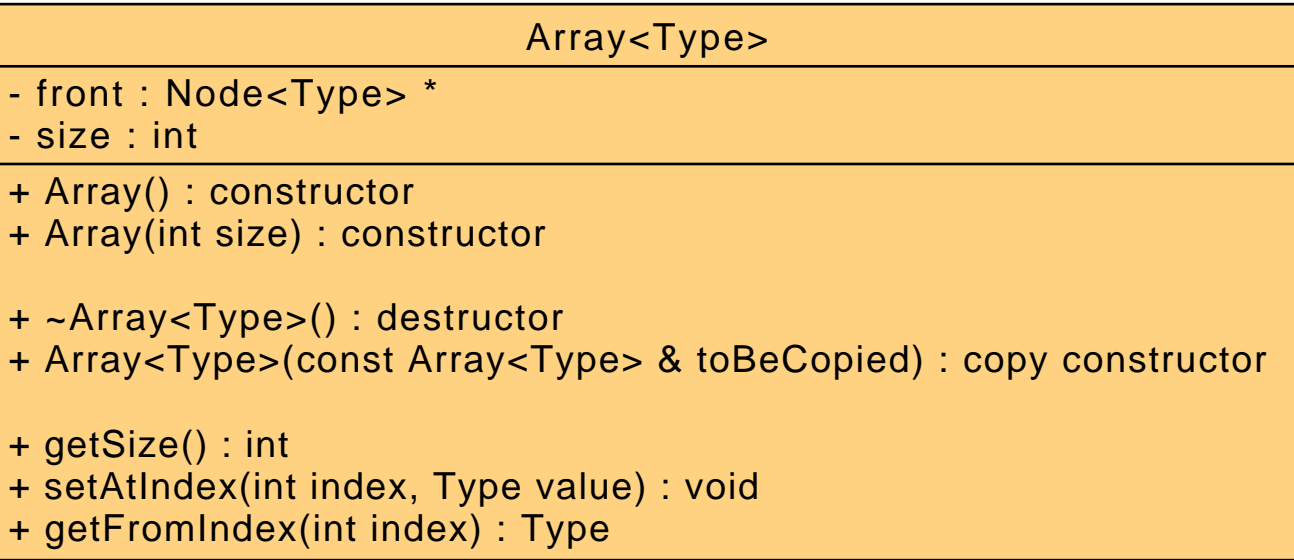 Array<Type>
- front : Node<Type> *
- size : int
+ Array() : constructor
+ Array(int size) : constructor
+ ~Array<Type>() : destructor
+ Array<Type>(const Array<Type> & toBeCopied) : copy constructor
+ getSize() : int
+ setAtIndex(int index, Type value) : void
+ getFromIndex(int index) : Type